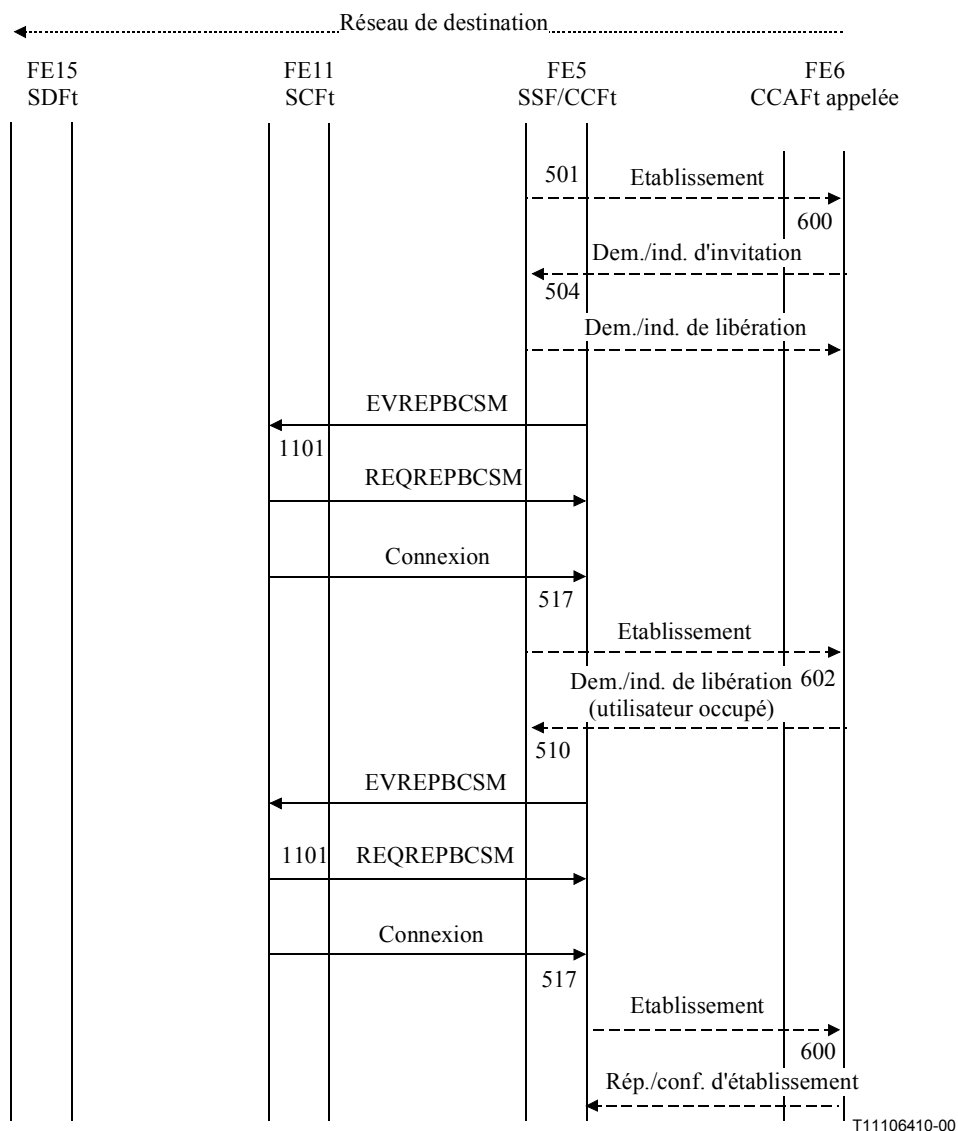 Réseau de destination
FE15
SDFt
FE11
SCFt
FE5
SSF/CCFt
FE6
CCAFt appelée
501
Etablissement
600
Dem./ind. d'invitation
504
Dem./ind. de libération
EVREPBCSM
1101
REQREPBCSM
Connexion
517
Etablissement
602
Dem./ind. de libération
(utilisateur occupé)
510
EVREPBCSM
1101
REQREPBCSM
Connexion
517
Etablissement
600
Rép./conf. d'établissement
T11106410-00